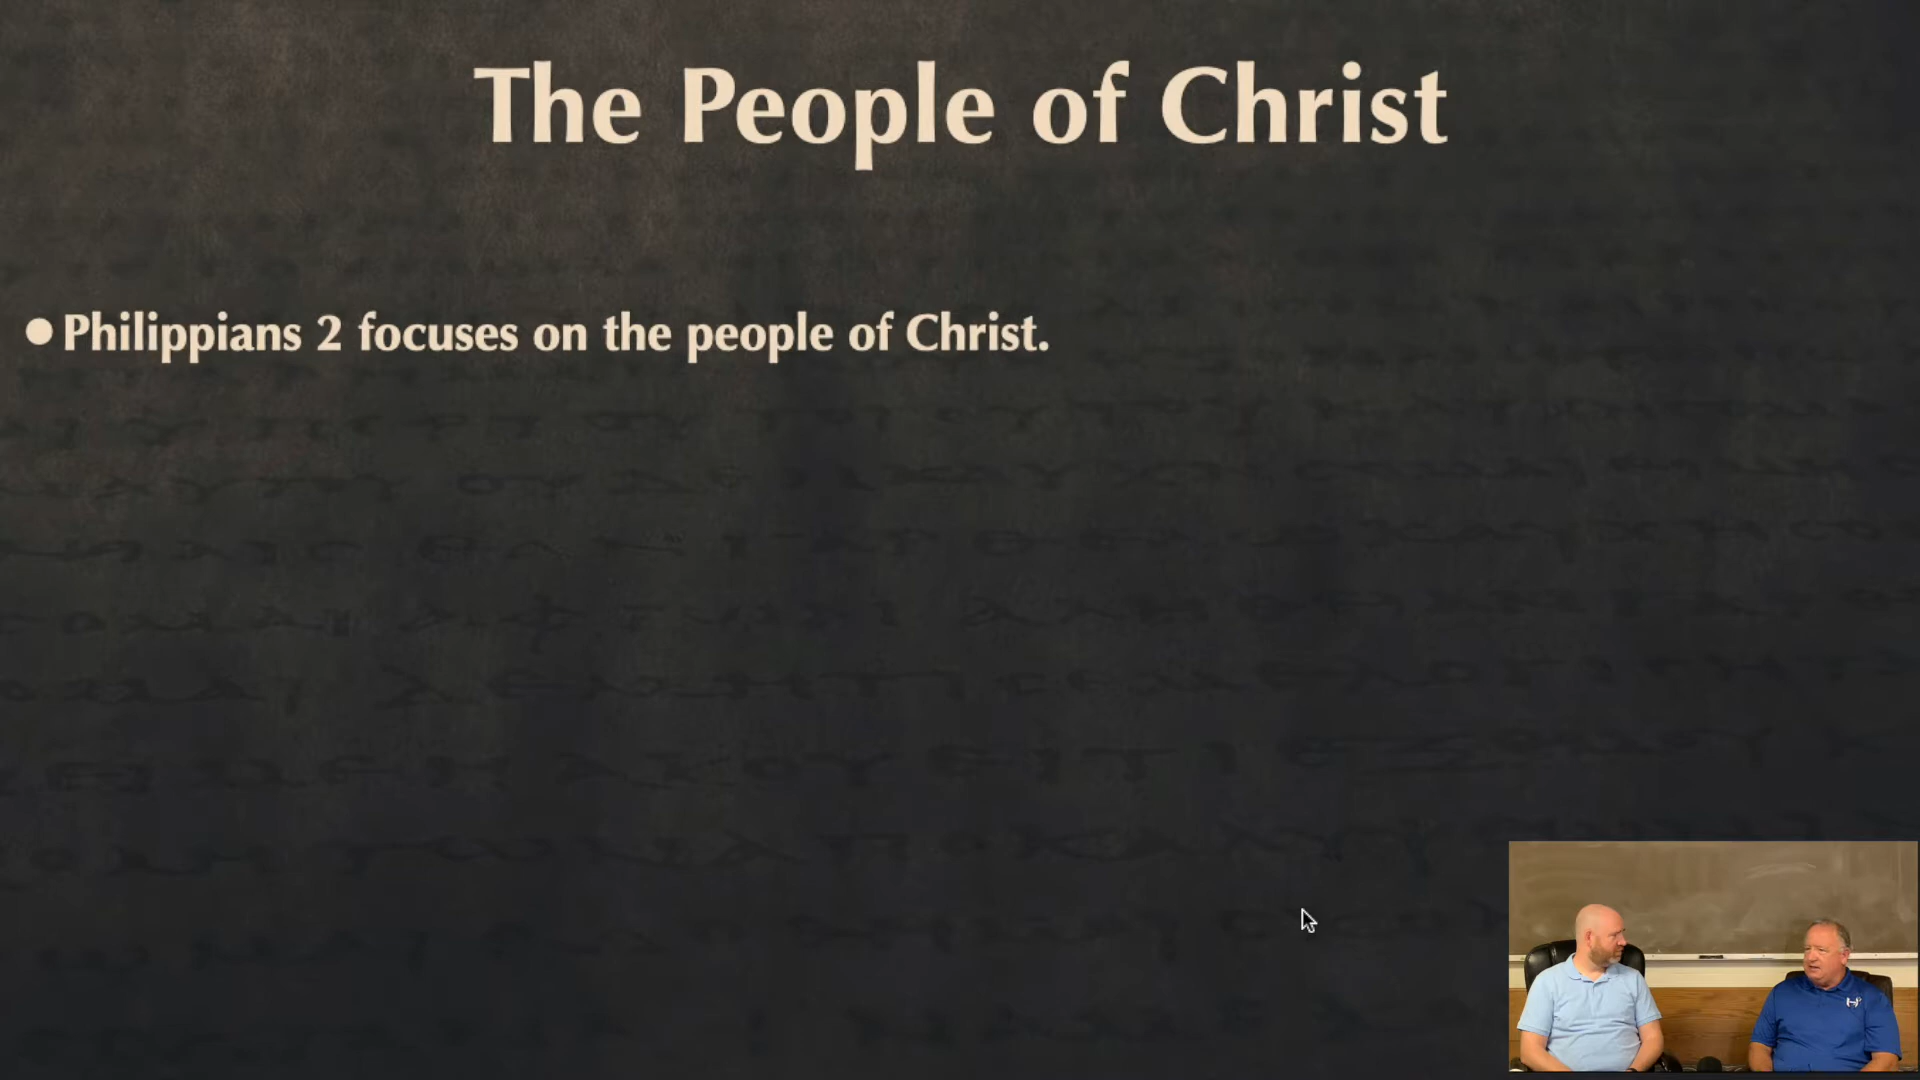 The People of Christ
● Philippians 2 focuses on the people of Christ.